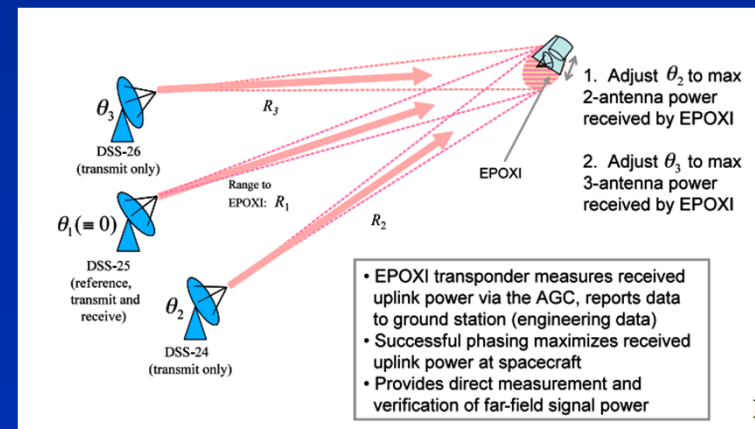 θ₃
DSS-26
(transmit only)
R₃
θ₁(≡ 0)
DSS-25
(reference,
transmit and
receive)
Range to
EPOXI: R₁
θ₂
DSS-24
(transmit only)
R₂
EPOXI
1. Adjust θ₂ to max
2-antenna power
received by EPOXI
2. Adjust θ₃ to max
3-antenna power
received by EPOXI
• EPOXI transponder measures received
uplink power via the AGC, reports data
to ground station (engineering data)
• Successful phasing maximizes received
uplink power at spacecraft
• Provides direct measurement and
verification of far-field signal power